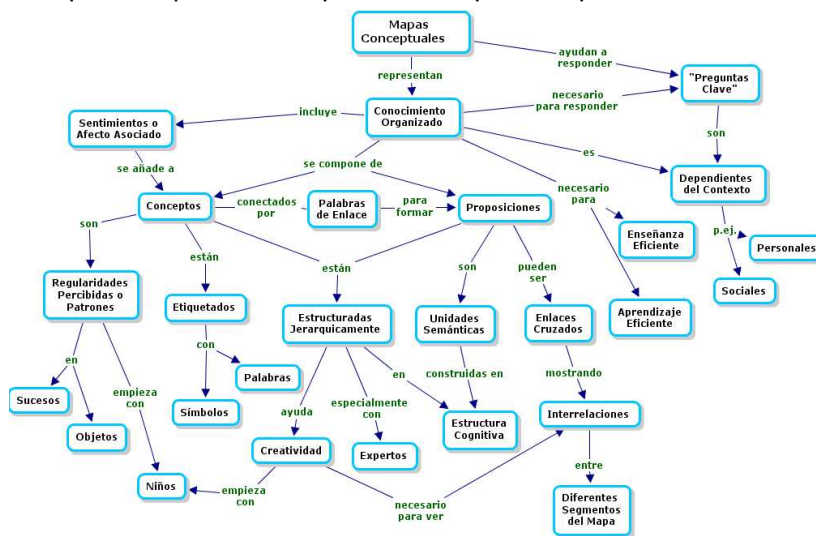 Mapas
Conceptuales
ayudan a
responder
representan
"Preguntas
Clave"
necesario
para responder
Conocimiento
Organizado
incluye
Sentimientos o
Afecto Asociado
son
es
se añade a
se compone de
Dependientes
del Contexto
necesario
para
Conceptos
conectados
por
Palabras
de Enlace
para
formar
Proposiciones
Enseñanza
Eficiente
p.ej.
Personales
son
están
están
son
pueden
ser
Regularidades
Percibidas o
Patrones
Etiquetados
Estructuradas
Jerarquicamente
Unidades
Semánticas
Enlaces
Cruzados
Aprendizaje
Eficiente
Sociales
en
empieza
con
con
Palabras
en
construidas en
mostrando
Sucesos
Objetos
Símbolos
ayuda
especialmente
con
Estructura
Cognitiva
Interrelaciones
Creatividad
Expertos
Niños
empieza
con
necesario
para ver
entre
Diferentes
Segmentos
del Mapa